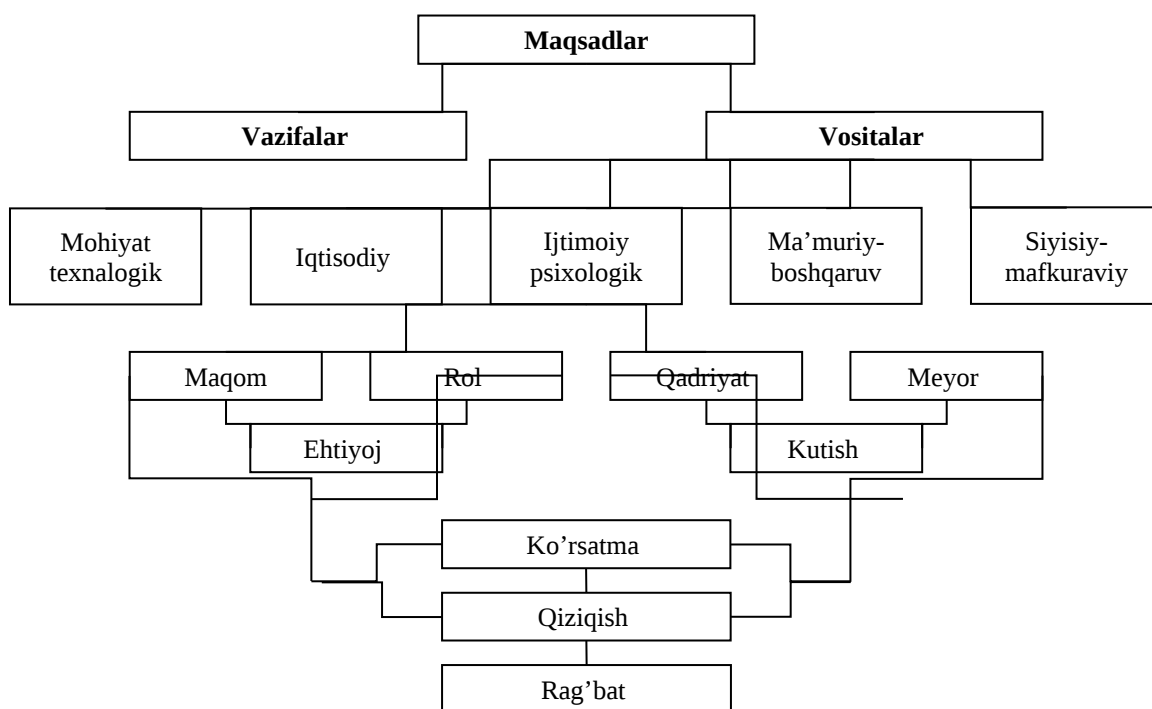 Maqsadlar
Vazifalar
Vositalar
Mohiyat
texnalogik
Iqtisodiy
Ijtimoiy
psixologik
Ma’muriy-
boshqaruv
Siyisiy-
mafkuraviy
Maqom
Rol
Qadriyat
Meyor
Ehtiyoj
Kutish
Ko’rsatma
Qiziqish
Rag’bat